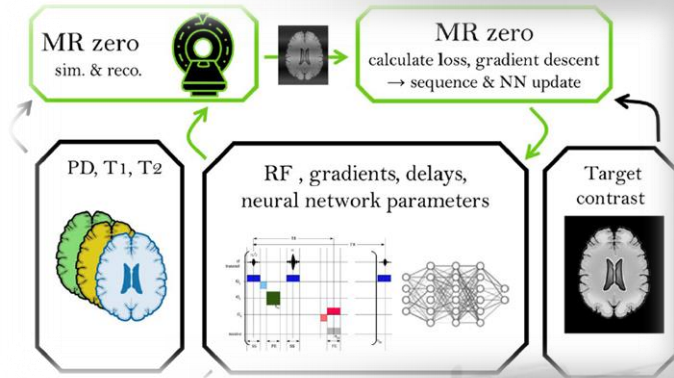 MR zero
sim. & reco.
MR zero
calculate loss, gradient descent
→ sequence & NN update
PD, T1, T2
RF , gradients, delays,
neural network parameters
Target
contrast